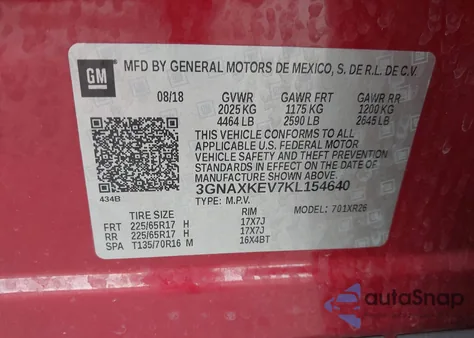 GM
MFD BY GENERAL MOTORS DE MEXICO, S. DE R.L. DE C.V.
08/18 GVWR GAWR FRT GAWR RR
2025 KG 1175 KG 1200 KG
4464 LB 2590 LB 2645 LB
THIS VEHICLE CONFORMS TO ALL
APPLICABLE U.S. FEDERAL MOTOR
VEHICLE SAFETY STANDARDS IN EFFECT
ON THE DATE OF MANUFACTURE SHOWN ABOVE.
3GNAXKEV7KL154640
434B TYPE: M.P.V. MODEL: 701XR26
TIRE SIZE RIM
FRT 225/65R17 H 17X7J
RR 225/65R17 H 17X7J
SPA T135/70R16 M 16X4BT
autoSnap